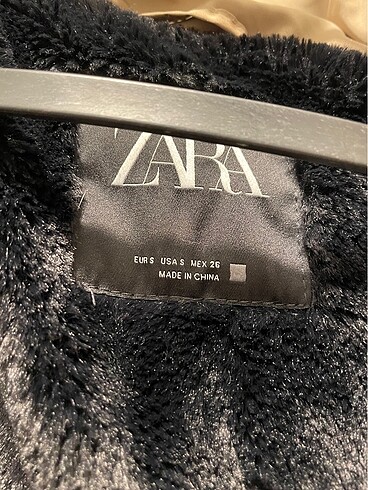 ZARA
EUR S USA S MEX 26
MADE IN CHINA